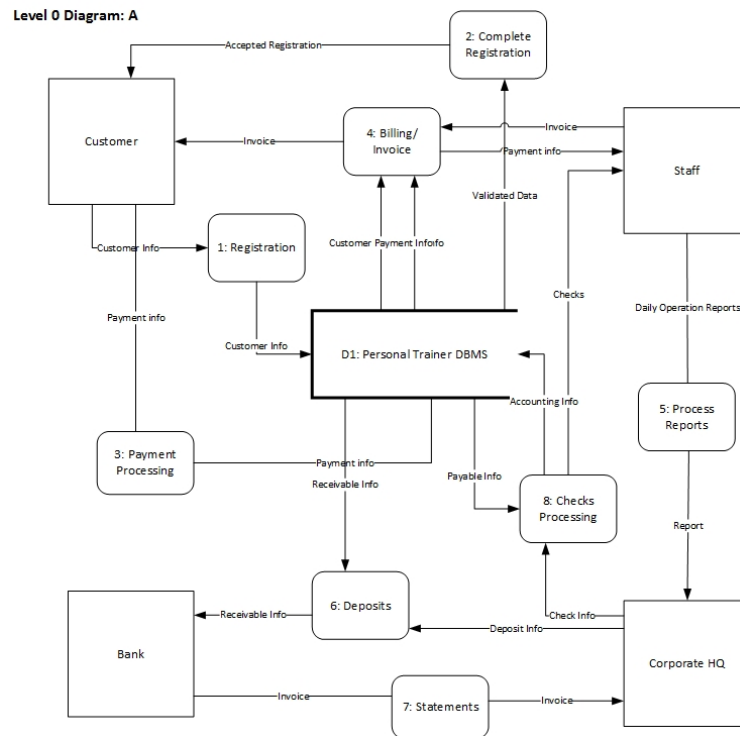 Level 0 Diagram: A
2: Complete
Registration
Accepted Registration
Customer
4: Billing/
Invoice
Invoice
Invoice
Payment info
Staff
Validated Data
1: Registration
Customer Info
Customer Payment Info
Checks
Daily Operation Reports
Payment info
Customer Info
D1: Personal Trainer DBMS
Accounting Info
5: Process
Reports
3: Payment
Processing
Payment info
Receivable Info
Payable Info
8: Checks
Processing
Report
6: Deposits
Receivable Info
Check Info
Deposit Info
Bank
Corporate HQ
Invoice
7: Statements
Invoice